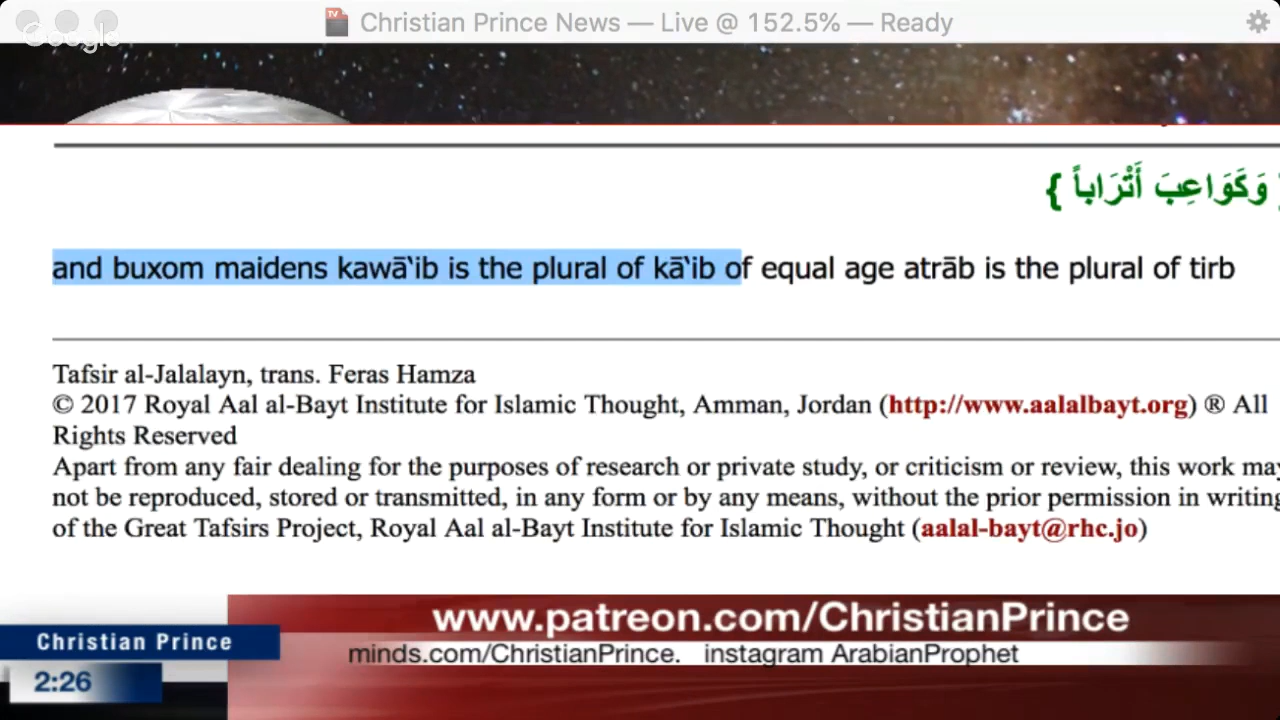 Christian Prince News — Live @ 152.5% — Ready
Google
{ وَكَوَاعِبَ أَتْرَاباً }
and buxom maidens kawā‘ib is the plural of kā‘ib of equal age atrāb is the plural of tirb
Tafsir al-Jalalayn, trans. Feras Hamza
© 2017 Royal Aal al-Bayt Institute for Islamic Thought, Amman, Jordan (http://www.aalalbayt.org) ® All
Rights Reserved
Apart from any fair dealing for the purposes of research or private study, or criticism or review, this work may
not be reproduced, stored or transmitted, in any form or by any means, without the prior permission in writing
of the Great Tafsirs Project, Royal Aal al-Bayt Institute for Islamic Thought (aalal-bayt@rhc.jo)
www.patreon.com/ChristianPrince
Christian Prince
minds.com/ChristianPrince. instagram ArabianProphet
2:26